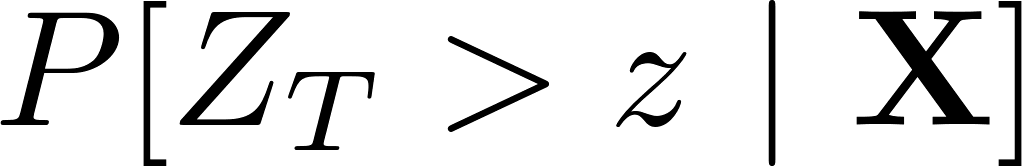 P[Z_T > z | X]